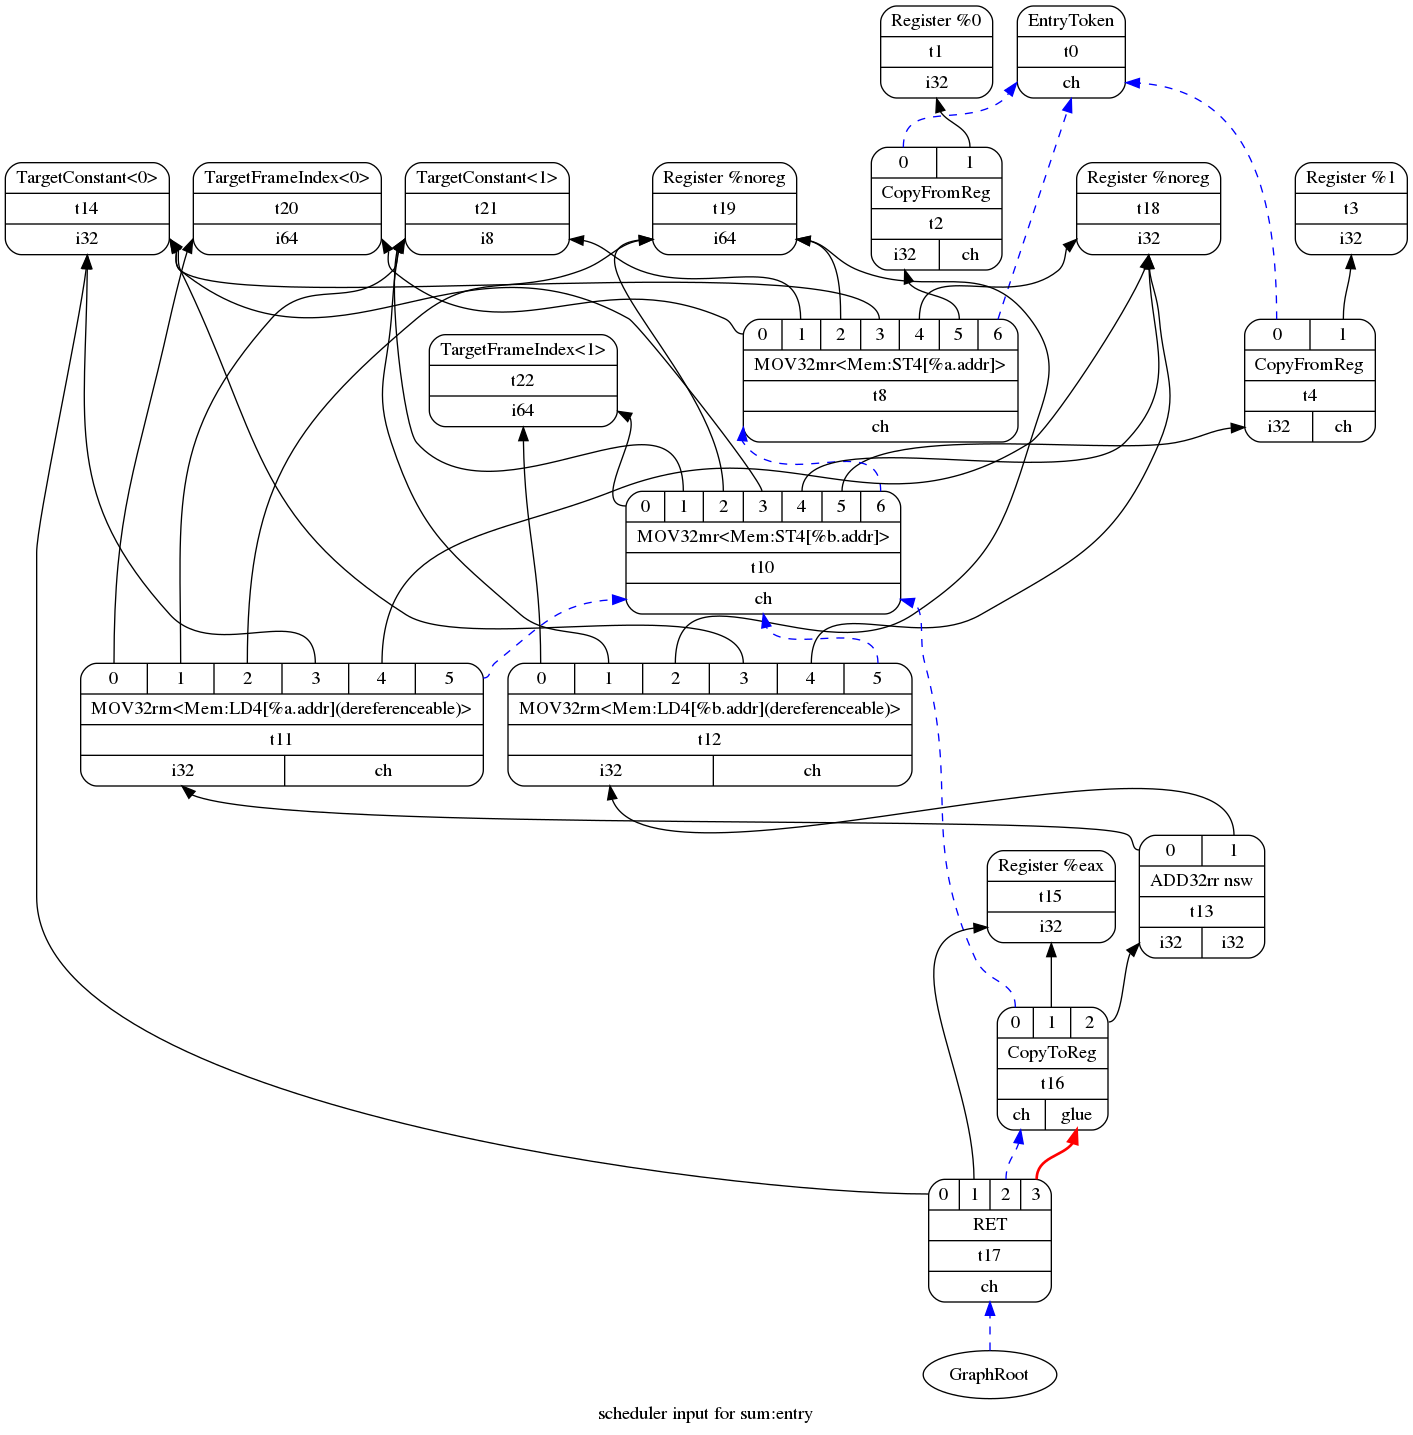 Register %0
t1
i32
EntryToken
t0
ch
TargetConstant<0>
t14
i32
TargetFrameIndex<0>
t20
i64
TargetConstant<1>
t21
i8
Register %noreg
t19
i64
0 1
CopyFromReg
t2
i32 ch
Register %noreg
t18
i32
Register %1
t3
i32
TargetFrameIndex<1>
t22
i64
0 1 2 3 4 5 6
MOV32mr<Mem:ST4[%a.addr]>
t8
ch
0 1
CopyFromReg
t4
i32 ch
0 1 2 3 4 5 6
MOV32mr<Mem:ST4[%b.addr]>
t10
ch
0 1 2 3 4 5
MOV32rm<Mem:LD4[%a.addr](dereferenceable)>
t11
i32 ch
0 1 2 3 4 5
MOV32rm<Mem:LD4[%b.addr](dereferenceable)>
t12
i32 ch
Register %eax
t15
i32
0 1
ADD32rr nsw
t13
i32 i32
0 1 2
CopyToReg
t16
ch glue
0 1 2 3
RET
t17
ch
GraphRoot
scheduler input for sum:entry